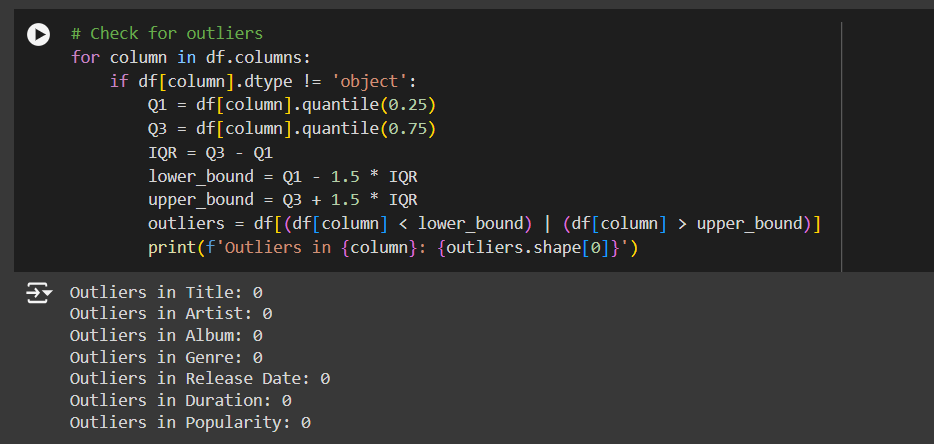 # Check for outliers
for column in df.columns:
    if df[column].dtype != 'object':
        Q1 = df[column].quantile(0.25)
        Q3 = df[column].quantile(0.75)
        IQR = Q3 - Q1
        lower_bound = Q1 - 1.5 * IQR
        upper_bound = Q3 + 1.5 * IQR
        outliers = df[(df[column] < lower_bound) | (df[column] > upper_bound)]
        print(f'Outliers in {column}: {outliers.shape[0]}')
Outliers in Title: 0
Outliers in Artist: 0
Outliers in Album: 0
Outliers in Genre: 0
Outliers in Release Date: 0
Outliers in Duration: 0
Outliers in Popularity: 0